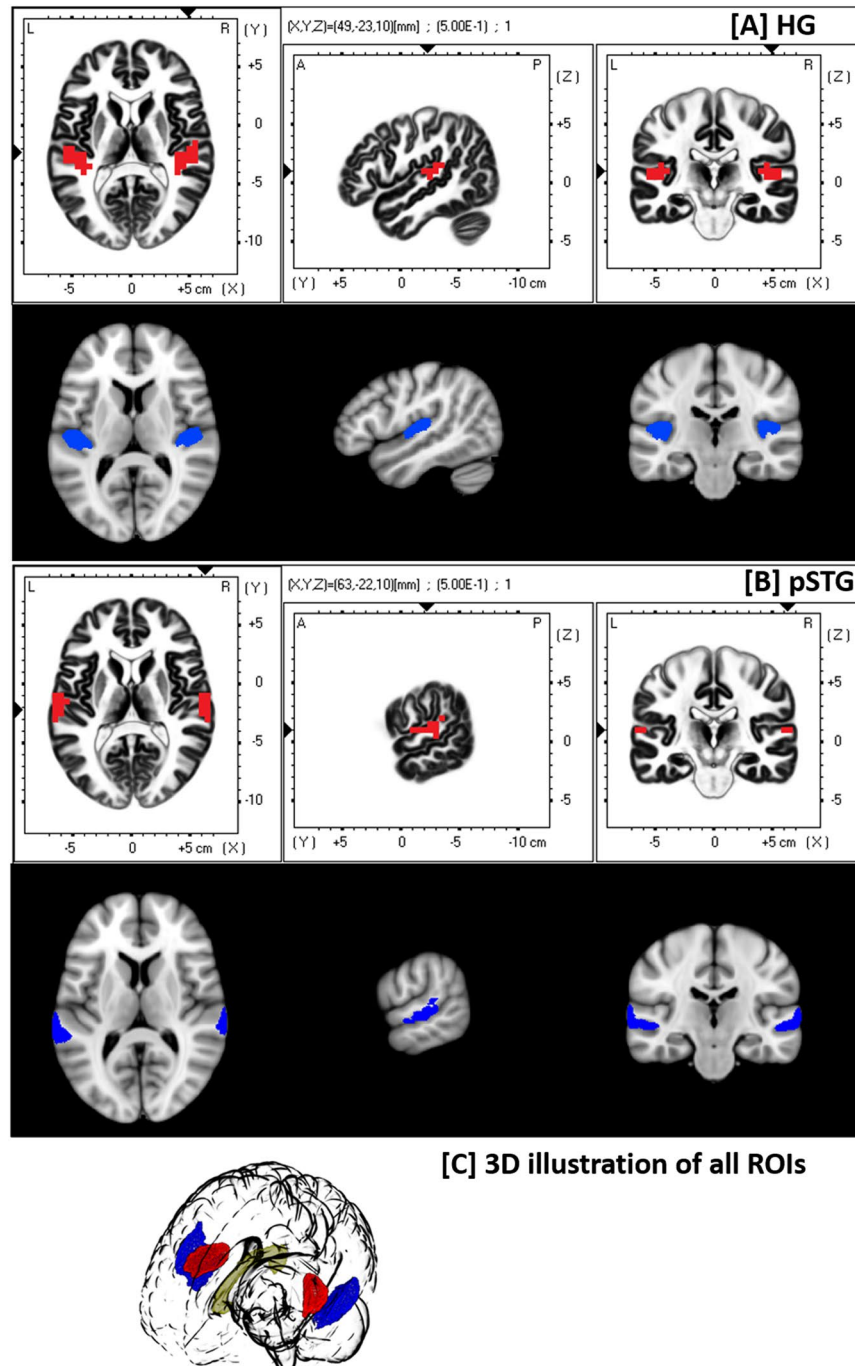 [A] HG
(X,Y,Z)=(49,-23,10)[mm] ; (5.00E-1) ; 1
L R (Y)
+5
0
-5
-10
-5 0 +5 cm (X)
A P (Z)
+5
0
-5
(Y) +5 0 -5 -10 cm
L R (Z)
+5
0
-5
-5 0 +5 cm (X)
[B] pSTG
(X,Y,Z)=(63,-22,10)[mm] ; (5.00E-1) ; 1
L R (Y)
+5
0
-5
-10
-5 0 +5 cm (X)
A P (Z)
+5
0
-5
(Y) +5 0 -5 -10 cm
L R (Z)
+5
0
-5
-5 0 +5 cm (X)
[C] 3D illustration of all ROIs